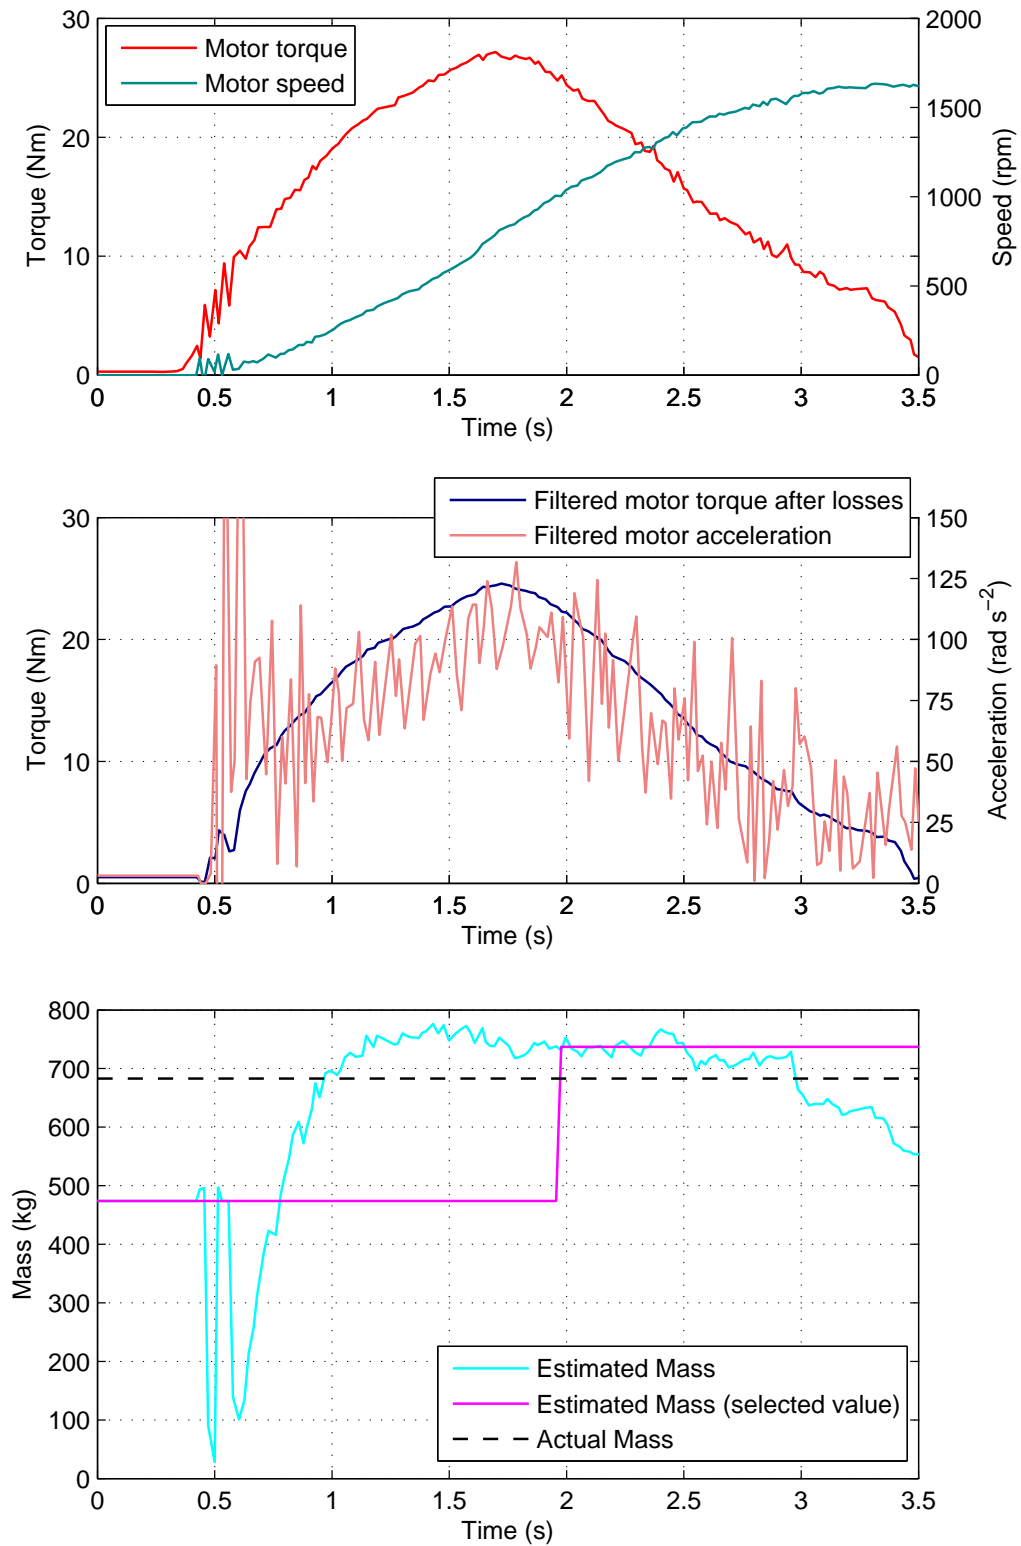 30
2000
Motor torque
Motor speed
20
1500
Torque (Nm)
Speed (rpm)
1000
10
500
0
0
0 0.5 1 1.5 2 2.5 3 3.5
Time (s)
Filtered motor torque after losses
Filtered motor acceleration
30
150
125
20
100
Torque (Nm)
Acceleration (rad s−2)
75
10
50
25
0
0
0 0.5 1 1.5 2 2.5 3 3.5
Time (s)
800
700
600
500
Mass (kg)
400
300
200
Estimated Mass
Estimated Mass (selected value)
Actual Mass
100
0
0 0.5 1 1.5 2 2.5 3 3.5
Time (s)